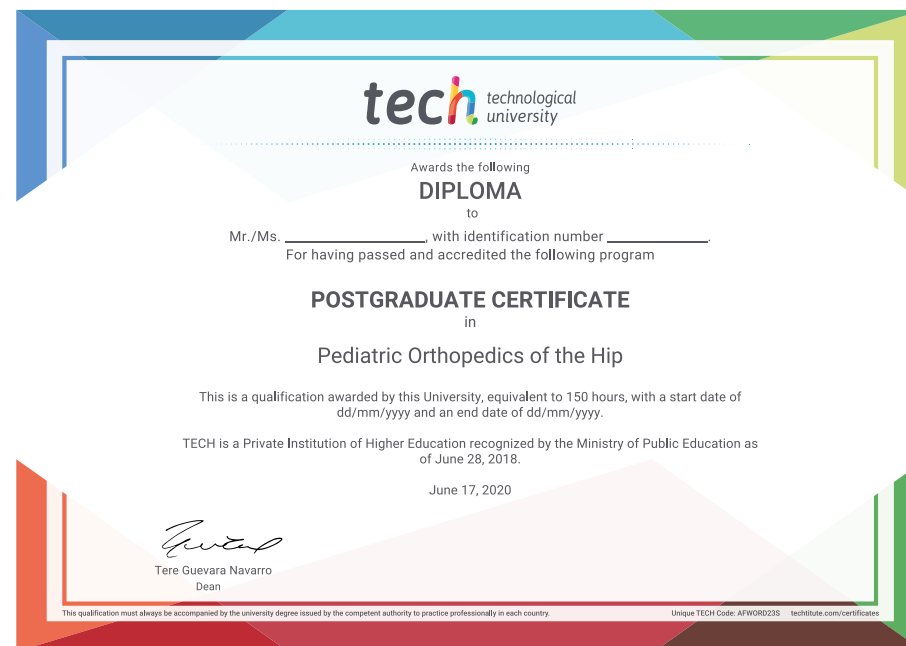 tech technological
university
Awards the following
DIPLOMA
to
Mr./Ms. ____________________, with identification number ______________.
For having passed and accredited the following program
POSTGRADUATE CERTIFICATE
in
Pediatric Orthopedics of the Hip
This is a qualification awarded by this University, equivalent to 150 hours, with a start date of
dd/mm/yyyy and an end date of dd/mm/yyyy.
TECH is a Private Institution of Higher Education recognized by the Ministry of Public Education as
of June 28, 2018.
June 17, 2020
Tere Guevara Navarro
Dean
This qualification must always be accompanied by the university degree issued by the competent authority to practice professionally in each country.
Unique TECH Code: AFWORD23S techtitute.com/certificates